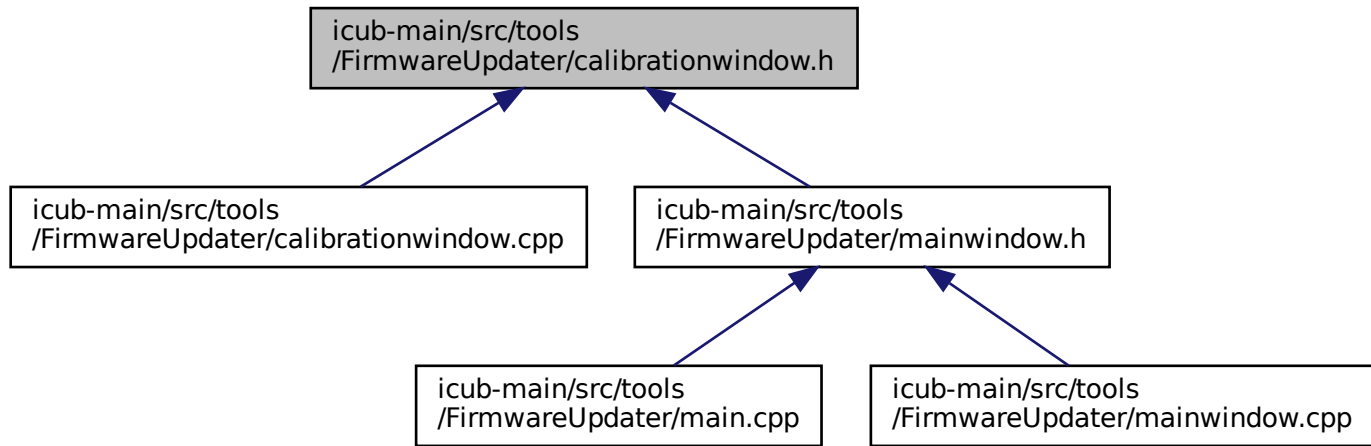 icub-main/src/tools
/FirmwareUpdater/calibrationwindow.h
icub-main/src/tools
/FirmwareUpdater/calibrationwindow.cpp
icub-main/src/tools
/FirmwareUpdater/mainwindow.h
icub-main/src/tools
/FirmwareUpdater/main.cpp
icub-main/src/tools
/FirmwareUpdater/mainwindow.cpp